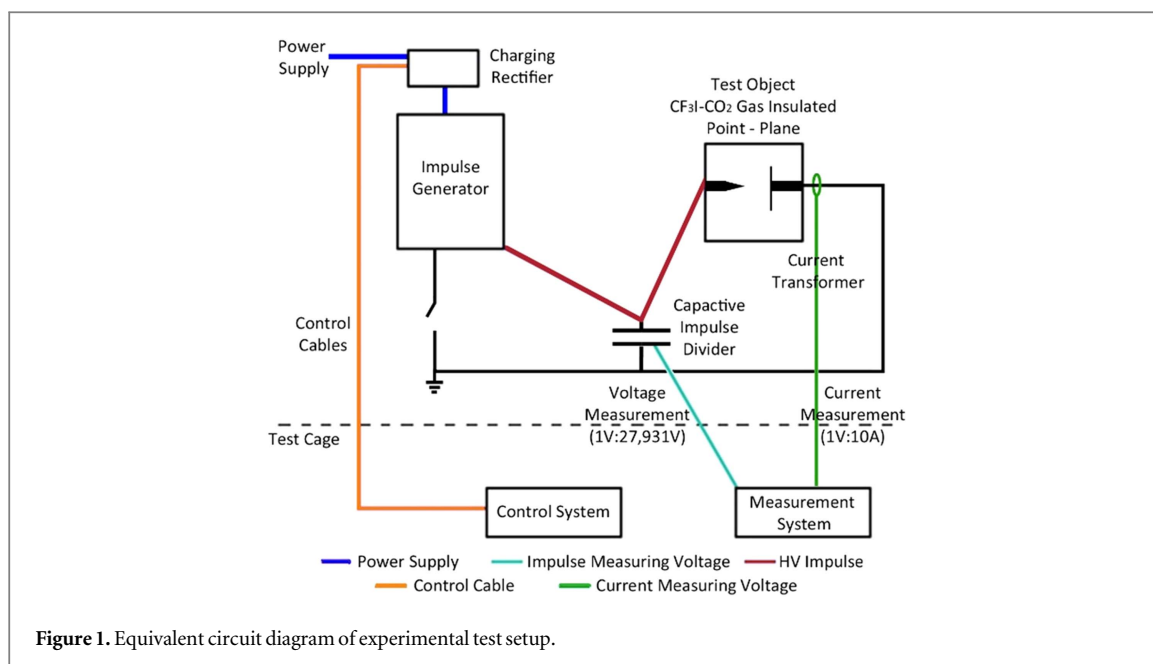 Power
Supply
Charging
Rectifier
Test Object
CF₃I-CO₂ Gas Insulated
Point - Plane
Impulse
Generator
Current
Transformer
Control
Cables
Capactive
Impulse
Divider
Voltage
Measurement
(1V:27,931V)
Current
Measurement
(1V:10A)
Test Cage
Control System
Measurement
System
Power Supply
Impulse Measuring Voltage
HV Impulse
Control Cable
Current Measuring Voltage
Figure 1. Equivalent circuit diagram of experimental test setup.